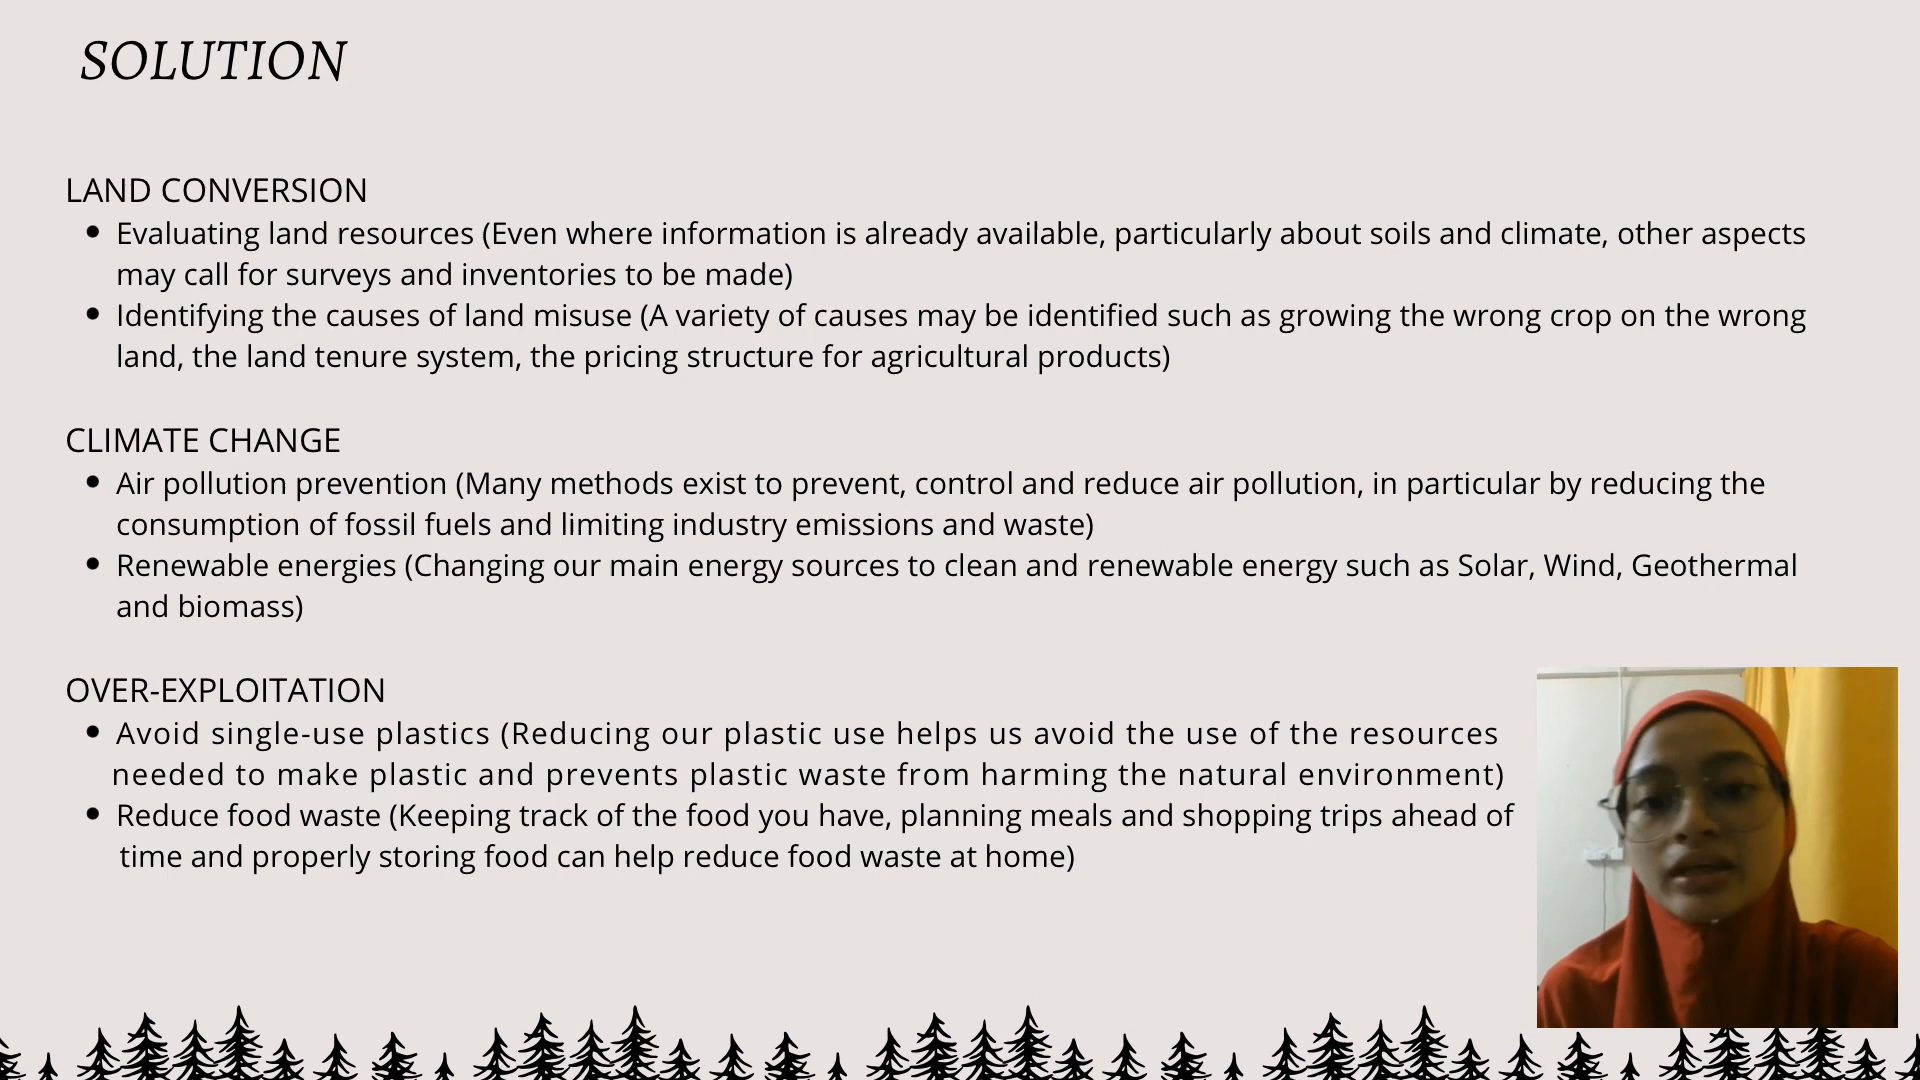 SOLUTION
LAND CONVERSION
• Evaluating land resources (Even where information is already available, particularly about soils and climate, other aspects
may call for surveys and inventories to be made)
• Identifying the causes of land misuse (A variety of causes may be identified such as growing the wrong crop on the wrong
land, the land tenure system, the pricing structure for agricultural products)
CLIMATE CHANGE
• Air pollution prevention (Many methods exist to prevent, control and reduce air pollution, in particular by reducing the
consumption of fossil fuels and limiting industry emissions and waste)
• Renewable energies (Changing our main energy sources to clean and renewable energy such as Solar, Wind, Geothermal
and biomass)
OVER-EXPLOITATION
• Avoid single-use plastics (Reducing our plastic use helps us avoid the use of the resources
needed to make plastic and prevents plastic waste from harming the natural environment)
• Reduce food waste (Keeping track of the food you have, planning meals and shopping trips ahead of
time and properly storing food can help reduce food waste at home)